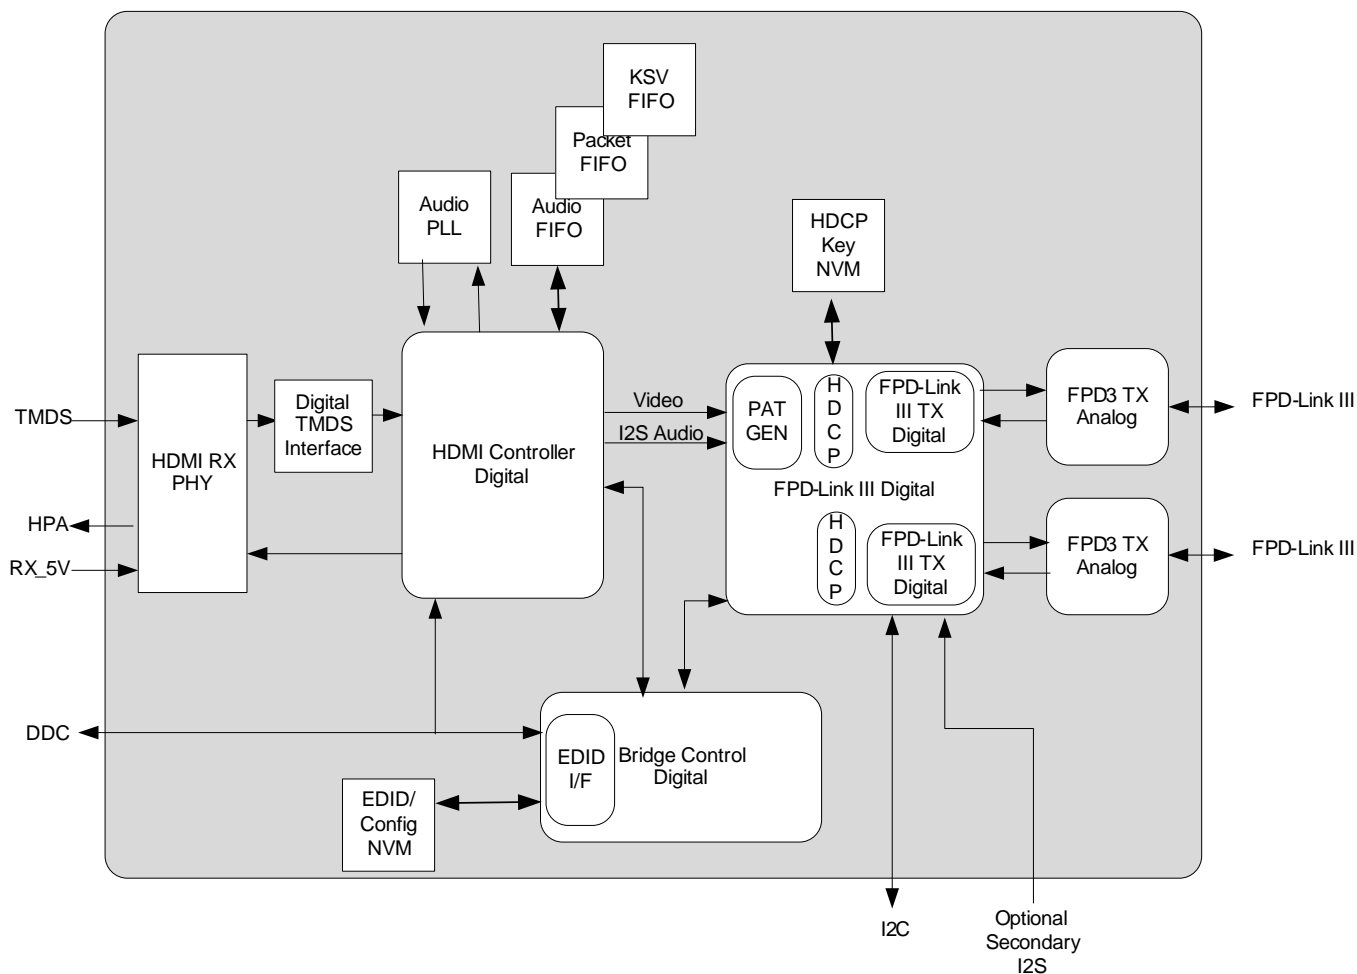 KSV
FIFO
Packet
FIFO
Audio
PLL
Audio
FIFO
HDCP
Key
NVM
TMDS
HPA
RX_5V
HDMI RX
PHY
Digital
TMDS
Interface
HDMI Controller
Digital
Video
I2S Audio
PAT
GEN
H
D
C
P
FPD-Link
III TX
Digital
FPD-Link III Digital
H
D
C
P
FPD-Link
III TX
Digital
FPD3 TX
Analog
FPD-Link III
FPD3 TX
Analog
FPD-Link III
DDC
EDID
I/F
Bridge Control
Digital
EDID/
Config
NVM
I2C
Optional
Secondary
I2S